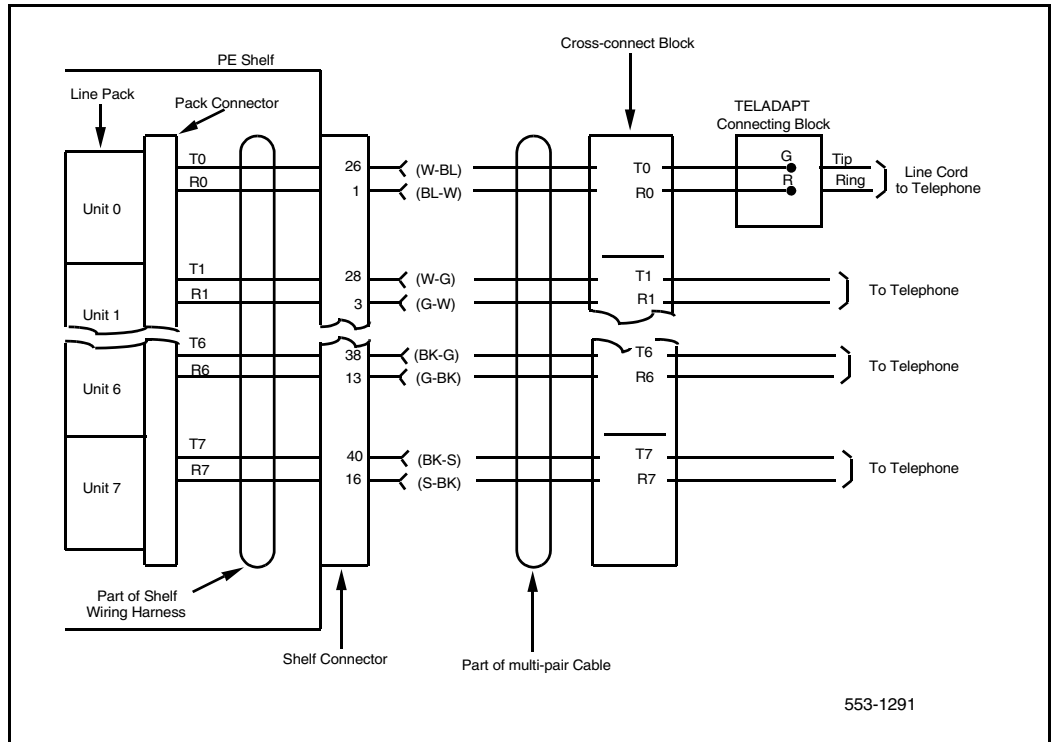 Cross-connect Block
PE Shelf
Line Pack
Pack Connector
TELADAPT
Connecting Block
T0
26
(W-BL)
T0
G
Tip
R0
1
(BL-W)
R0
R
Ring
Line Cord
to Telephone
Unit 0
T1
28
(W-G)
T1
R1
3
(G-W)
R1
To Telephone
Unit 1
T6
38
(BK-G)
T6
R6
13
(G-BK)
R6
To Telephone
Unit 6
T7
40
(BK-S)
T7
R7
16
(S-BK)
R7
To Telephone
Unit 7
Part of Shelf
Wiring Harness
Shelf Connector
Part of multi-pair Cable
553-1291